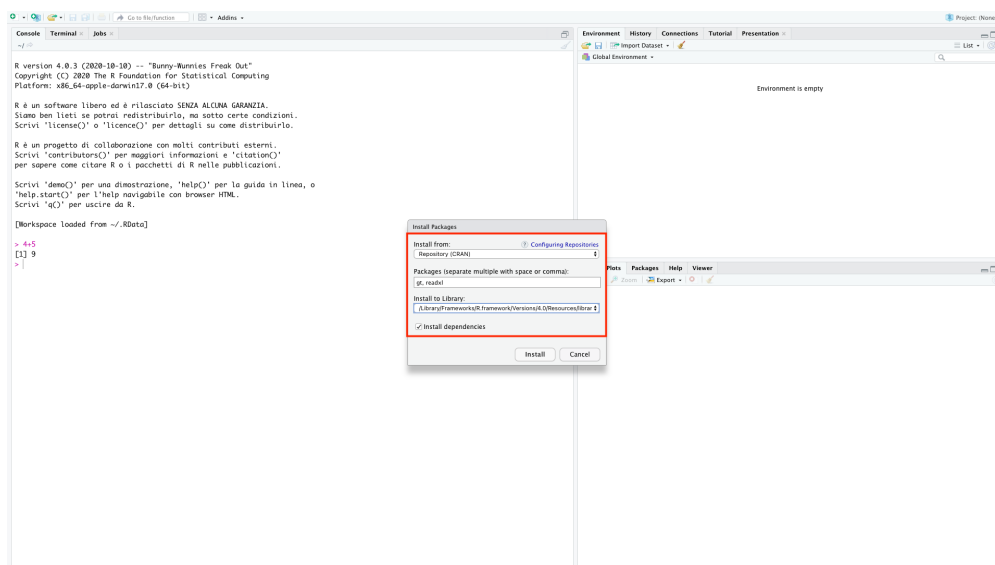 Go to file/function
Addins
Project: (None
Console Terminal Jobs
~/
R version 4.0.3 (2020-10-10) -- "Bunny-Wunnies Freak Out"
Copyright (C) 2020 The R Foundation for Statistical Computing
Platform: x86_64-apple-darwin17.0 (64-bit)
R è un software libero ed è rilasciato SENZA ALCUNA GARANZIA.
Siamo ben lieti se potrai redistribuirlo, ma sotto certe condizioni.
Scrivi 'license()' o 'licence()' per dettagli su come distribuirlo.
R è un progetto di collaborazione con molti contributi esterni.
Scrivi 'contributors()' per maggiori informazioni e 'citation()'
per sapere come citare R o i pacchetti di R nelle pubblicazioni.
Scrivi 'demo()' per una dimostrazione, 'help()' per la guida in linea, o
'help.start()' per l'help navigabile con browser HTML.
Scrivi 'q()' per uscire da R.
[Workspace loaded from ~/.RData]
> 4+5
[1] 9
>
Environment History Connections Tutorial Presentation
Import Dataset
List
Global Environment
Environment is empty
Install Packages
Install from:
? Configuring Repositories
Repository (CRAN)
Packages (separate multiple with space or comma):
gt, readxl
Install to Library:
/Library/Frameworks/R.framework/Versions/4.0/Resources/librar
Install dependencies
Install Cancel
Plots Packages Help Viewer
Zoom Export